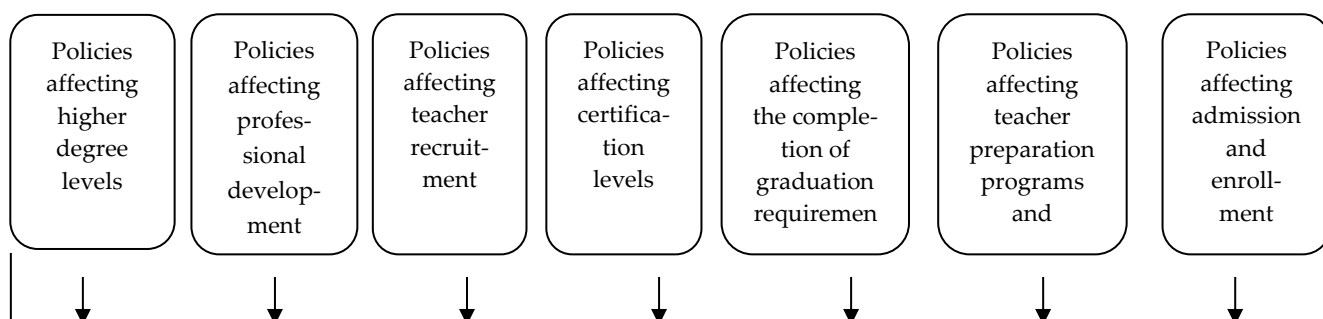 Policies
affecting
higher
degree
levels
Policies
affecting
profes-
sional
develop-
ment
Policies
affecting
teacher
recruit-
ment
Policies
affecting
certifica-
tion
levels
Policies
affecting
the comple-
tion of
graduation
requiremen
Policies
affecting
teacher
preparation
programs
and
Policies
affecting
admission
and
enroll-
ment